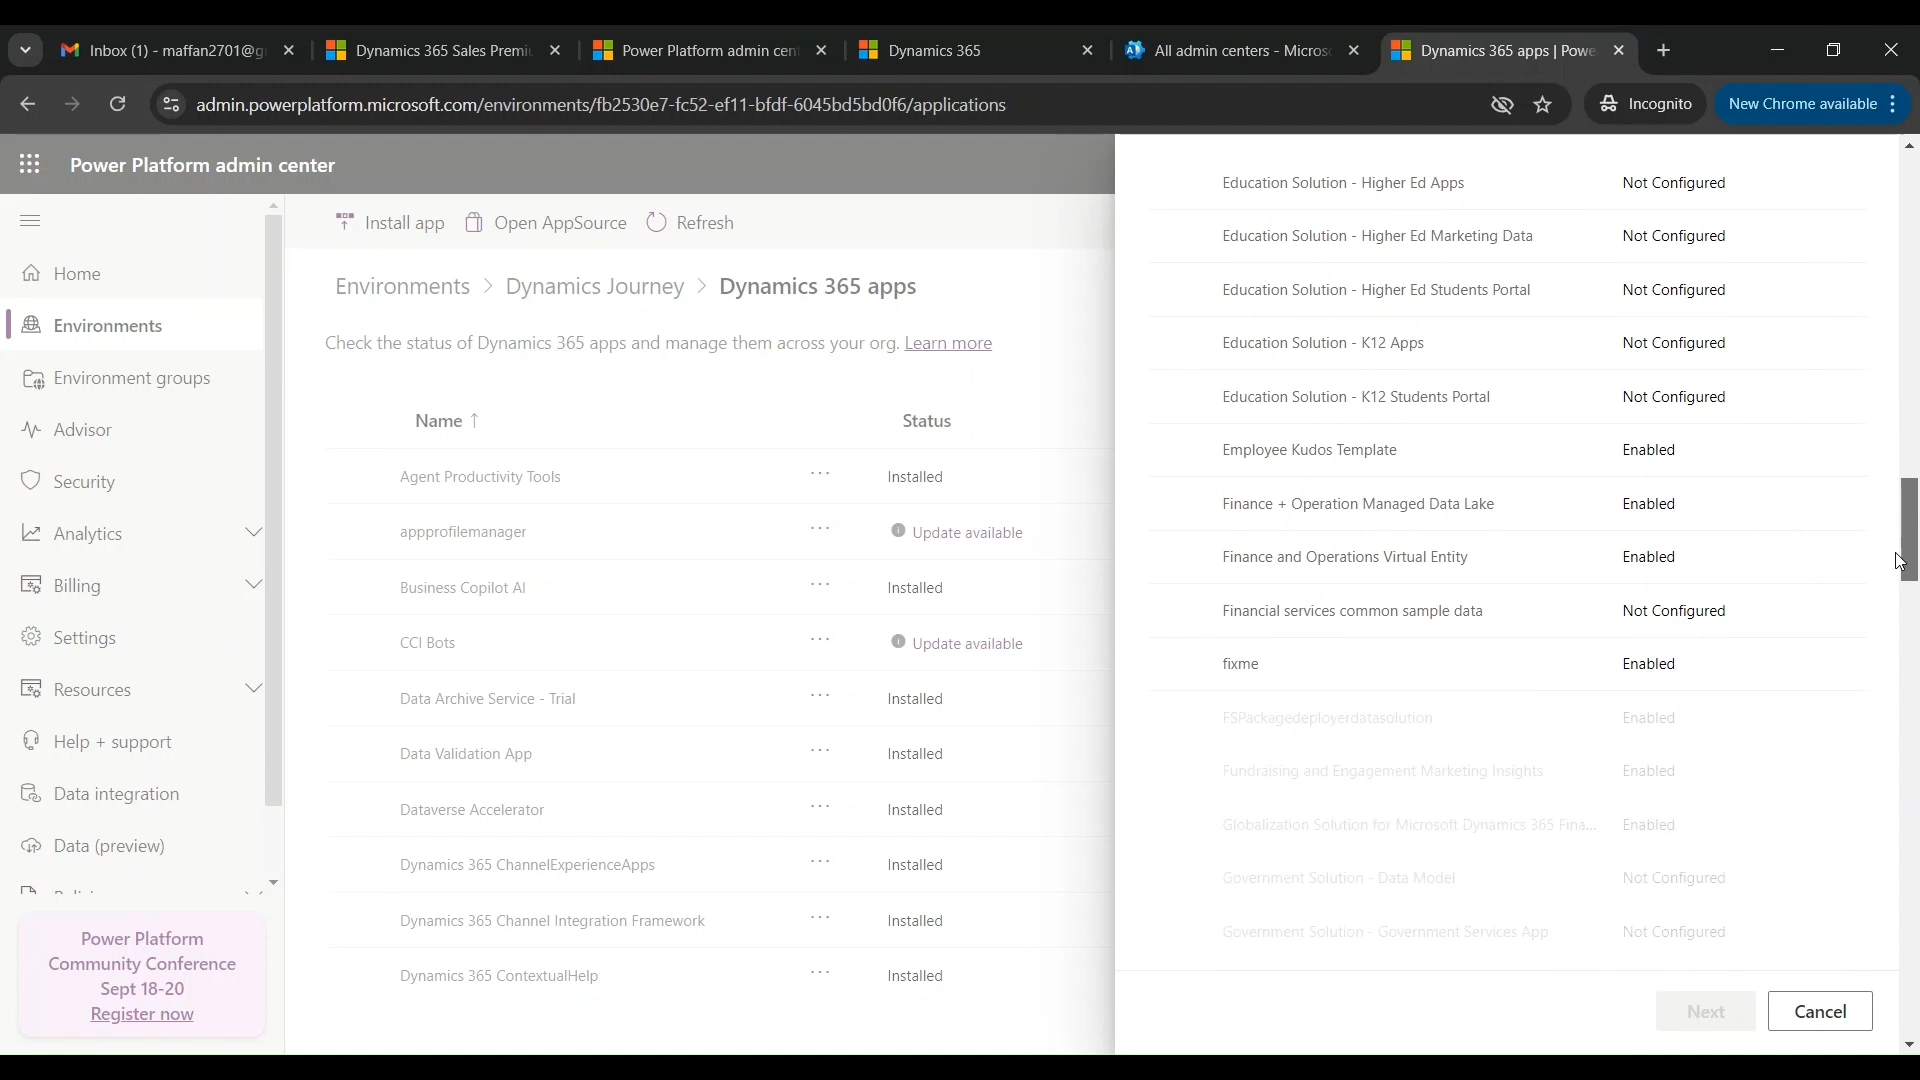 Inbox (1) - maffan2701@g
Dynamics 365 Sales Premi
Power Platform admin cent
Dynamics 365
All admin centers - Micros
Dynamics 365 apps | Powe
admin.powerplatform.microsoft.com/environments/fb2530e7-fc52-ef11-bfdf-6045bd5bd0f6/applications
Incognito
New Chrome available
Power Platform admin center
Home
Environments
Environment groups
Advisor
Security
Analytics
Billing
Settings
Resources
Help + support
Data integration
Data (preview)
Power Platform
Community Conference
Sept 18-20
Register now
Install app
Open AppSource
Refresh
Environments > Dynamics Journey > Dynamics 365 apps
Check the status of Dynamics 365 apps and manage them across your org. Learn more
Name ↑ Status
Agent Productivity Tools ... Installed
appprofilemanager ... Update available
Business Copilot AI ... Installed
CCI Bots ... Update available
Data Archive Service - Trial ... Installed
Data Validation App ... Installed
Dataverse Accelerator ... Installed
Dynamics 365 ChannelExperienceApps ... Installed
Dynamics 365 Channel Integration Framework ... Installed
Dynamics 365 ContextualHelp ... Installed
Education Solution - Higher Ed Apps Not Configured
Education Solution - Higher Ed Marketing Data Not Configured
Education Solution - Higher Ed Students Portal Not Configured
Education Solution - K12 Apps Not Configured
Education Solution - K12 Students Portal Not Configured
Employee Kudos Template Enabled
Finance + Operation Managed Data Lake Enabled
Finance and Operations Virtual Entity Enabled
Financial services common sample data Not Configured
fixme Enabled
FSPackagedeployerdatasolution Enabled
Fundraising and Engagement Marketing Insights Enabled
Globalization Solution for Microsoft Dynamics 365 Fina... Enabled
Government Solution - Data Model Not Configured
Government Solution - Government Services App Not Configured
Next
Cancel